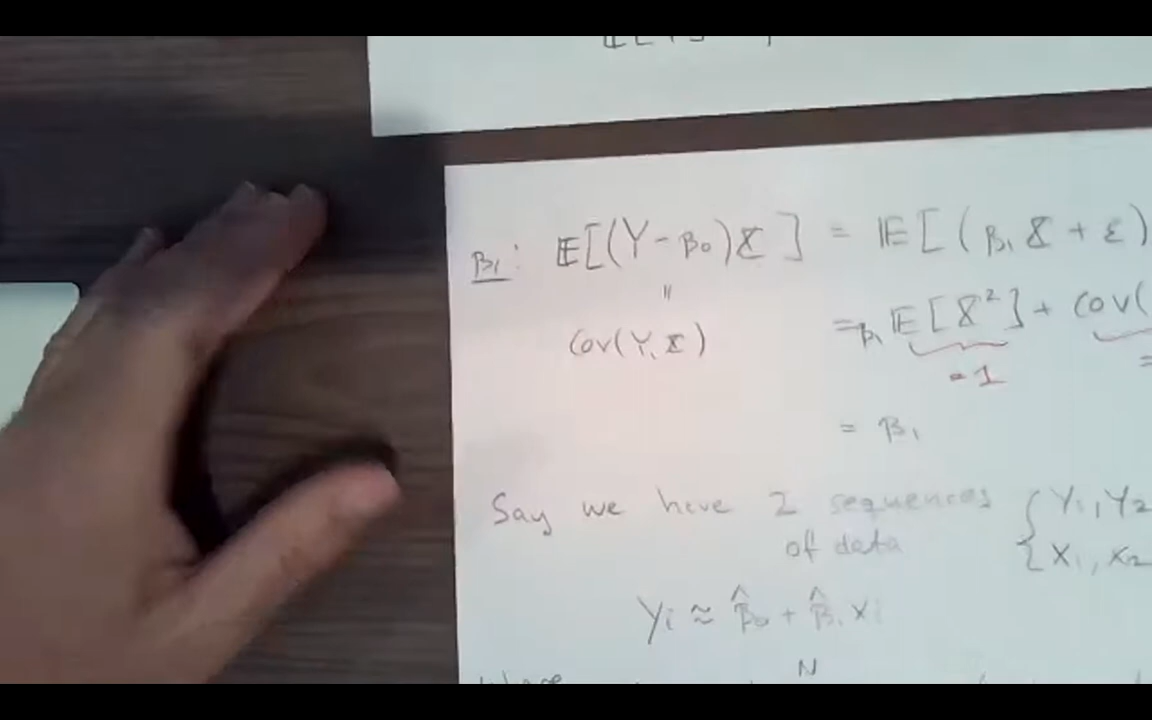 β₁: 𝔼[(Y-β₀)X] = 𝔼[(β₁X+ε)
"
Cov(Y,X) =β₁𝔼[X²]+ Cov(
=1 =
= β₁
Say we have 2 sequences { Y₁,Y₂
of data X₁,X₂
Yi ≈ β̂₀ + β̂₁Xi
N
Where